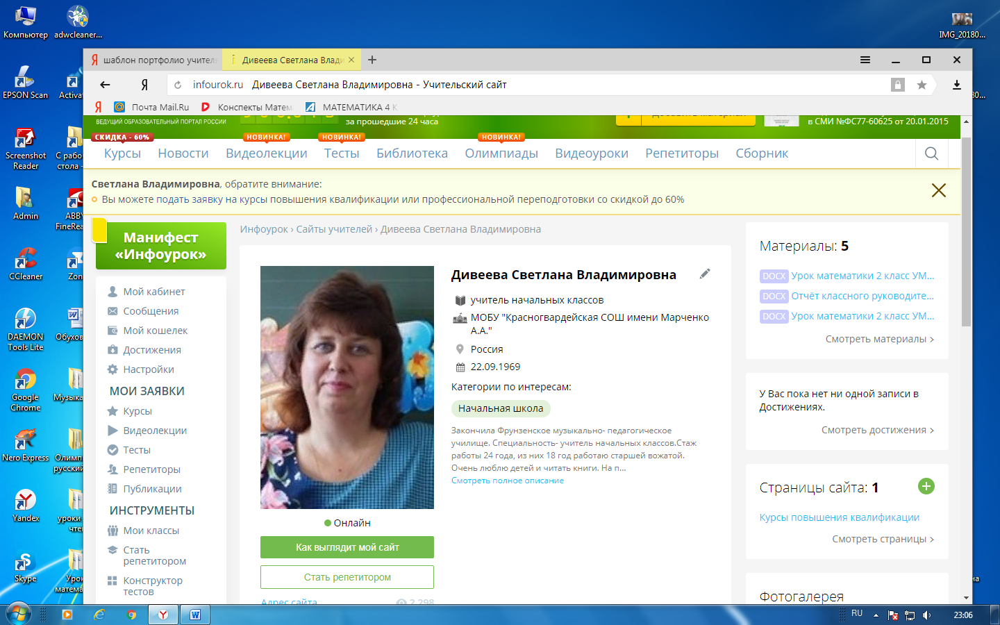 Компьютер
adwcleaner...
IMG_20180...
EPSON Scan
Activat
Screenshot Reader
С рабо стола -
Admin
ABBY FineRea
CCleaner
Zon
DAEMON Tools Lite
Обухов
Google Chrome
Музыка
Nero Express
Олимп русский
Yandex
уроки чте
Skype
Урок матема
шаблон портфолио учител
Дивеева Светлана Влади
infourok.ru Дивеева Светлана Владимировна - Учительский сайт
Почта Mail.Ru
Конспекты Матем
МАТЕМАТИКА 4 К
ВЕДУЩИЙ ОБРАЗОВАТЕЛЬНЫЙ ПОРТАЛ РОССИИ
за прошедшие 24 часа
в СМИ №ФС77-60625 от 20.01.2015
СКИДКА - 60%
НОВИНКА!
НОВИНКА!
НОВИНКА!
Курсы Новости Видеолекции Тесты Библиотека Олимпиады Видеоуроки Репетиторы Сборник
Светлана Владимировна, обратите внимание:
Вы можете подать заявку на курсы повышения квалификации или профессиональной переподготовки со скидкой до 60%
Манифест
«Инфоурок»
Мой кабинет
Сообщения
Мой кошелек
Достижения
Настройки
МОИ ЗАЯВКИ
Курсы
Видеолекции
Тесты
Репетиторы
Публикации
ИНСТРУМЕНТЫ
Мои классы
Стать
репетитором
Конструктор
тестов
Инфоурок › Сайты учителей › Дивеева Светлана Владимировна
Дивеева Светлана Владимировна
учитель начальных классов
МОБУ "Красногвардейская СОШ имени Марченко
А.А."
Россия
22.09.1969
Категории по интересам:
Начальная школа
Закончила Фрунзенское музыкально- педагогическое
училище. Специальность- учитель начальных классов.Стаж
работы 24 года, из них 18 год работаю старшей вожатой.
Очень люблю детей и читать книги. На п...
Смотреть полное описание
Онлайн
Как выглядит мой сайт
Стать репетитором
Адрес сайта
2 298
Материалы: 5
DOCX Урок математики 2 класс УМ...
DOCX Отчёт классного руководите...
DOCX Урок математики 2 класс УМ...
Смотреть материалы ›
У Вас пока нет ни одной записи в
Достижениях.
Смотреть достижения ›
Страницы сайта: 1
Курсы повышения квалификации
Смотреть страницы ›
Фотогалерея
RU
23:06